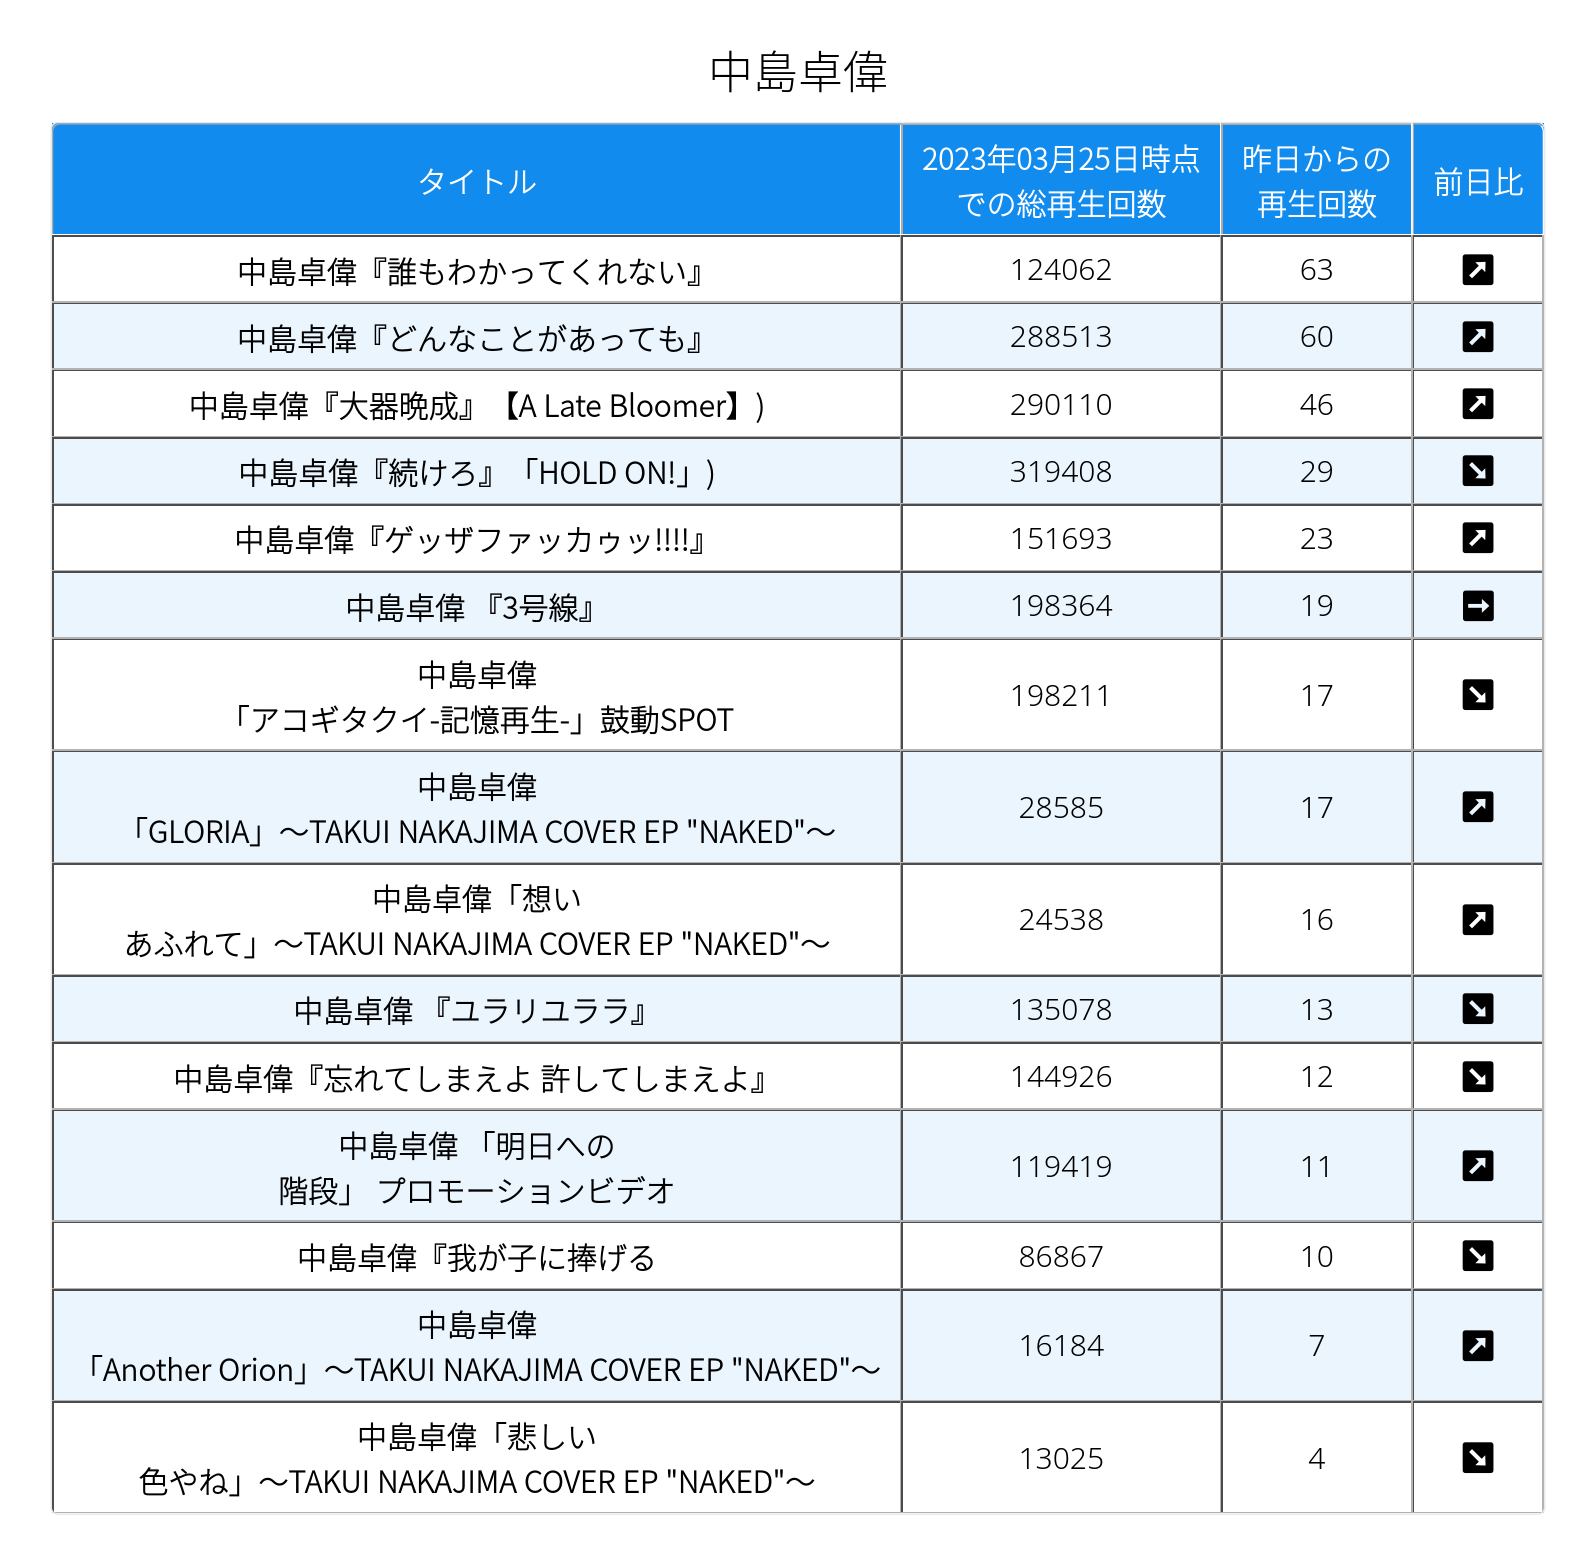 中島卓偉
タイトル
2023年03月25日時点
での総再生回数
昨日からの
再生回数
前日比
中島卓偉『誰もわかってくれない』
124062
63
中島卓偉『どんなことがあっても』
288513
60
中島卓偉『大器晩成』【A Late Bloomer】)
290110
46
中島卓偉『続けろ』「HOLD ON!」)
319408
29
中島卓偉『ゲッザファッカゥッ!!!!』
151693
23
中島卓偉 『3号線』
198364
19
中島卓偉
「アコギタクイ-記憶再生-」鼓動SPOT
198211
17
中島卓偉
「GLORIA」〜TAKUI NAKAJIMA COVER EP "NAKED"〜
28585
17
中島卓偉「想い
あふれて」〜TAKUI NAKAJIMA COVER EP "NAKED"〜
24538
16
中島卓偉 『ユラリユララ』
135078
13
中島卓偉『忘れてしまえよ 許してしまえよ』
144926
12
中島卓偉 「明日への
階段」 プロモーションビデオ
119419
11
中島卓偉『我が子に捧げる
86867
10
中島卓偉
「Another Orion」〜TAKUI NAKAJIMA COVER EP "NAKED"〜
16184
7
中島卓偉「悲しい
色やね」〜TAKUI NAKAJIMA COVER EP "NAKED"〜
13025
4